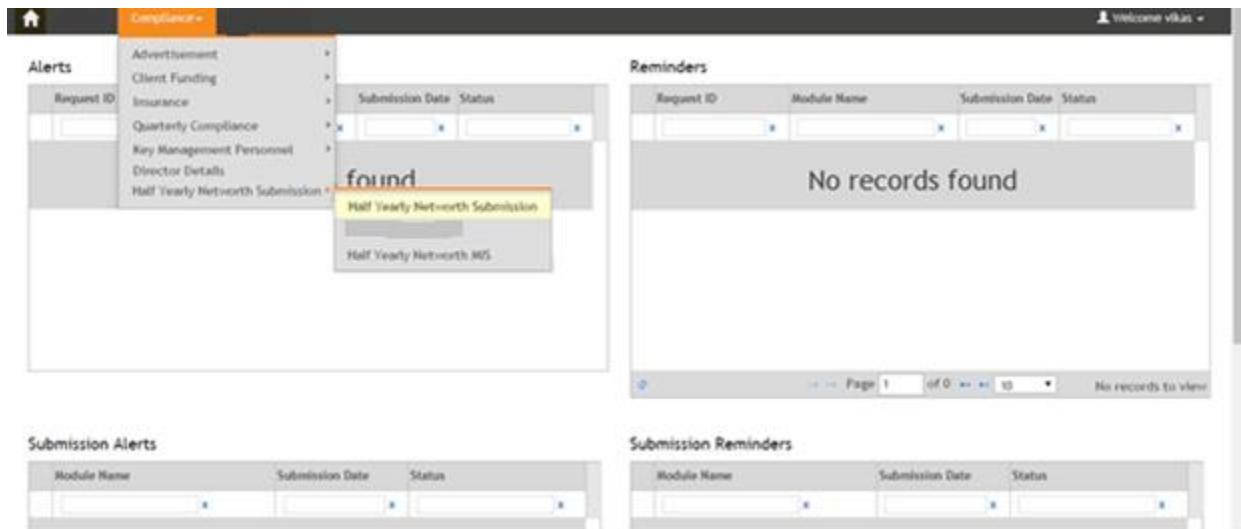 Compliance
Welcome vikas
Advertisement
Client Funding
Insurance
Quarterly Compliance
Key Management Personnel
Director Details
Half Yearly Networth Submission
Half Yearly Networth Submission
Half Yearly Networth MIS
Alerts
Request ID Submission Date Status
x x x
found
Reminders
Request ID Module Name Submission Date Status
x x x x
No records found
Page 1 of 0 10 No records to view
Submission Alerts
Module Name Submission Date Status
x x x
Submission Reminders
Module Name Submission Date Status
x x x